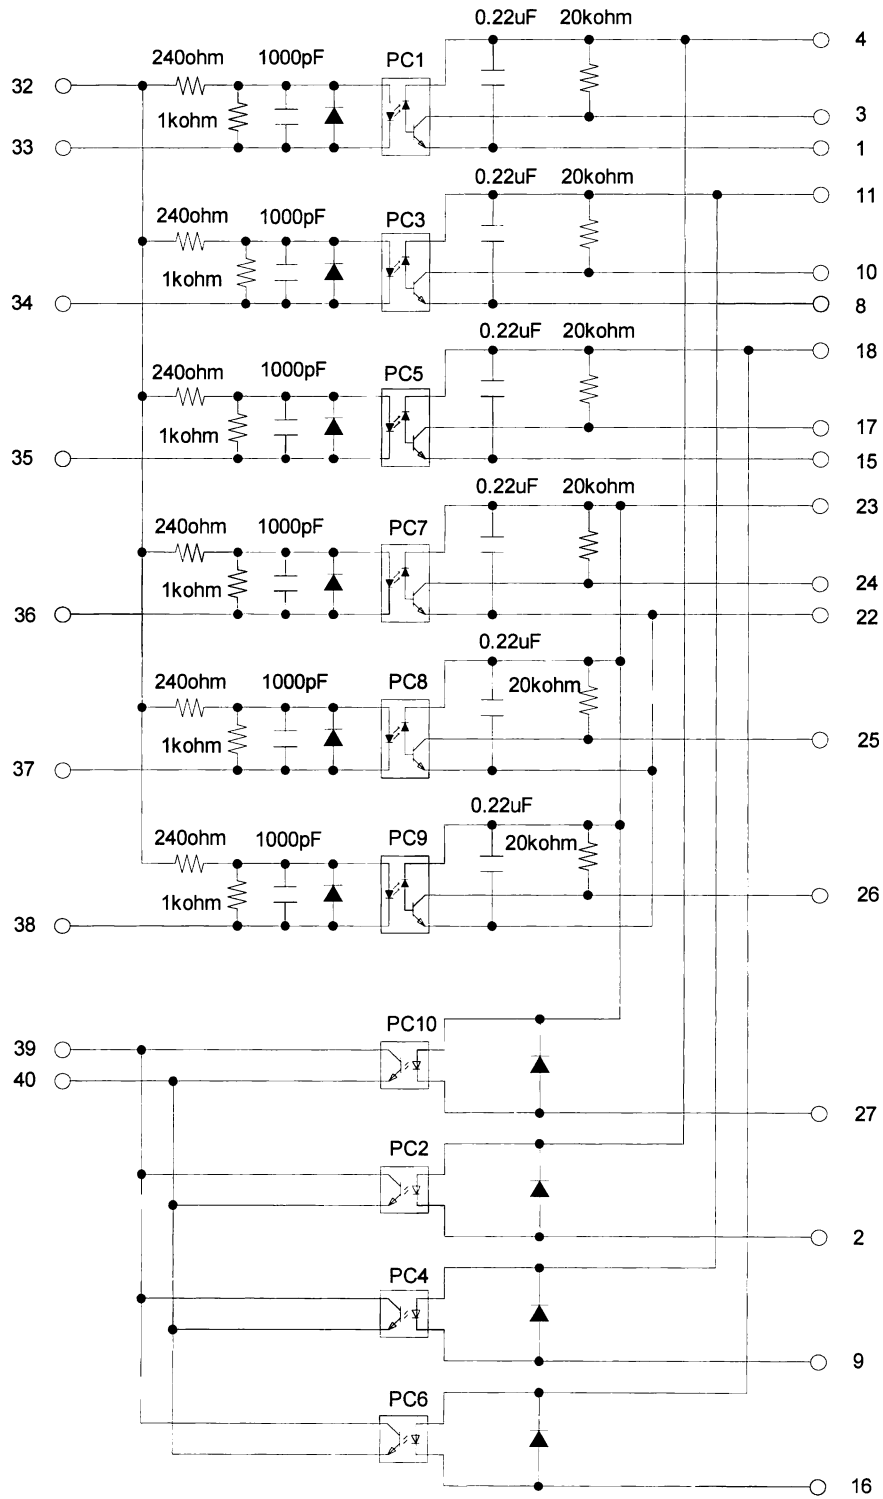 0.22uF 20kohm
4
240ohm 1000pF PC1
32
1kohm
3
33
1
0.22uF 20kohm
11
240ohm 1000pF PC3
1kohm
10
34
8
0.22uF 20kohm
18
240ohm 1000pF PC5
1kohm
17
35
15
0.22uF 20kohm
23
240ohm 1000pF PC7
1kohm
24
36
22
0.22uF
240ohm 1000pF PC8
20kohm
1kohm
25
37
0.22uF
240ohm 1000pF PC9
20kohm
1kohm
26
38
PC10
39
40
27
PC2
2
PC4
9
PC6
16